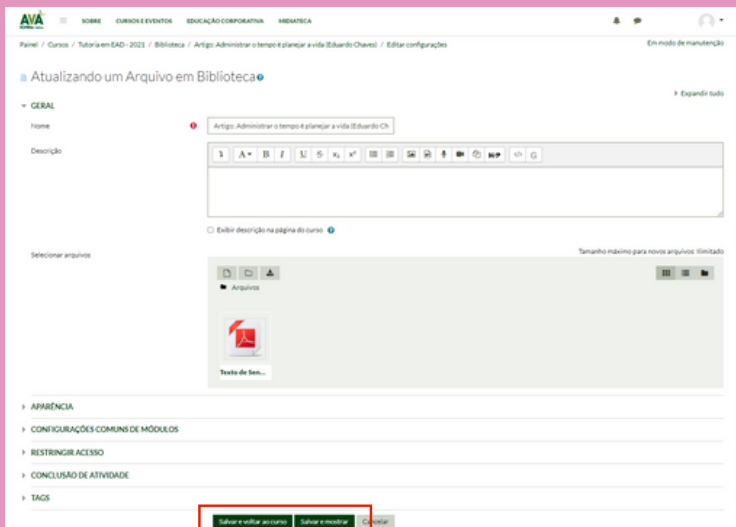 AVA SOBRE CURSOS E EVENTOS EDUCAÇÃO CORPORATIVA MIDIATECA
Painel / Cursos / Tutoria em EAD - 2021 / Biblioteca / Artigo: Administrar o tempo é planejar a vida (Eduardo Chaves) / Editar configurações
Em modo de manutenção
Atualizando um Arquivo em Biblioteca
Expandir tudo
GERAL
Nome
Artigo: Administrar o tempo é planejar a vida (Eduardo Ch
Descrição
Exibir descrição na página do curso
Selecionar arquivos
Tamanho máximo para novos arquivos: Ilimitado
Arquivos
Texto de Sen...
APARÊNCIA
CONFIGURAÇÕES COMUNS DE MÓDULOS
RESTRINGIR ACESSO
CONCLUSÃO DE ATIVIDADE
TAGS
Salvar e voltar ao curso Salvar e mostrar Cancelar